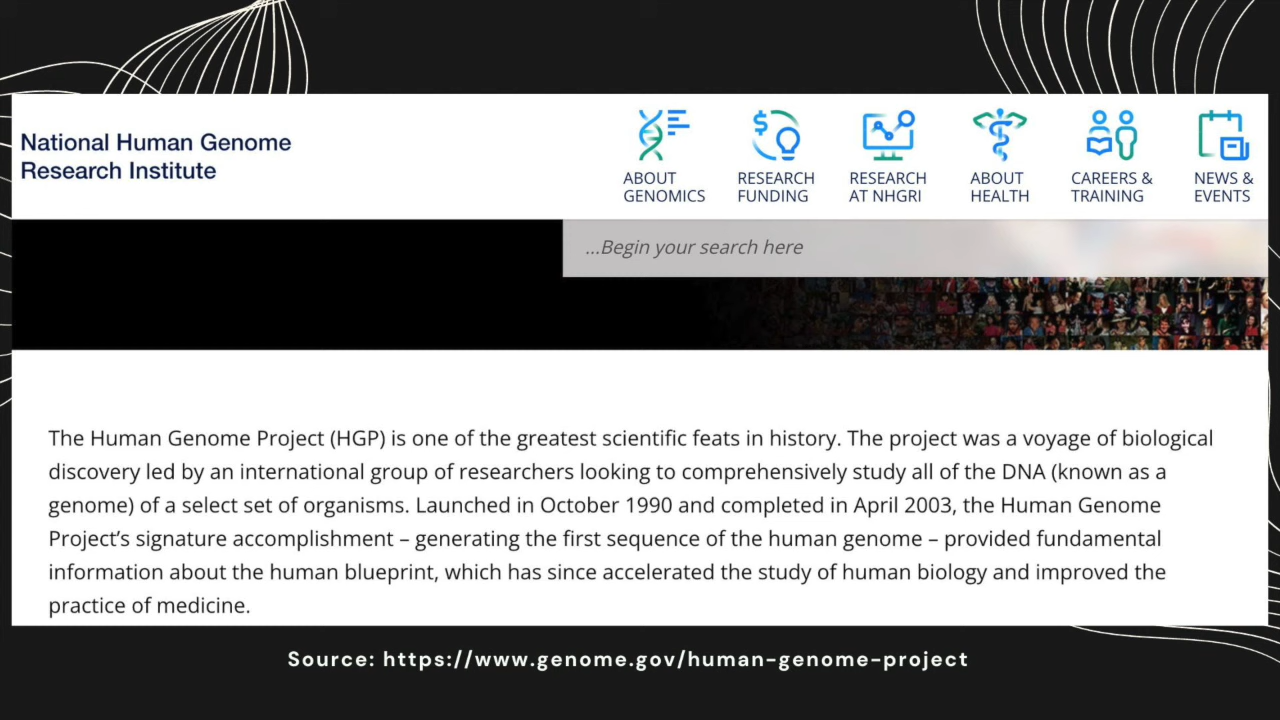 National Human Genome
Research Institute
ABOUT
GENOMICS
RESEARCH
FUNDING
RESEARCH
AT NHGRI
ABOUT
HEALTH
CAREERS &
TRAINING
NEWS &
EVENTS
...Begin your search here
The Human Genome Project (HGP) is one of the greatest scientific feats in history. The project was a voyage of biological
discovery led by an international group of researchers looking to comprehensively study all of the DNA (known as a
genome) of a select set of organisms. Launched in October 1990 and completed in April 2003, the Human Genome
Project’s signature accomplishment – generating the first sequence of the human genome – provided fundamental
information about the human blueprint, which has since accelerated the study of human biology and improved the
practice of medicine.
Source: https://www.genome.gov/human-genome-project